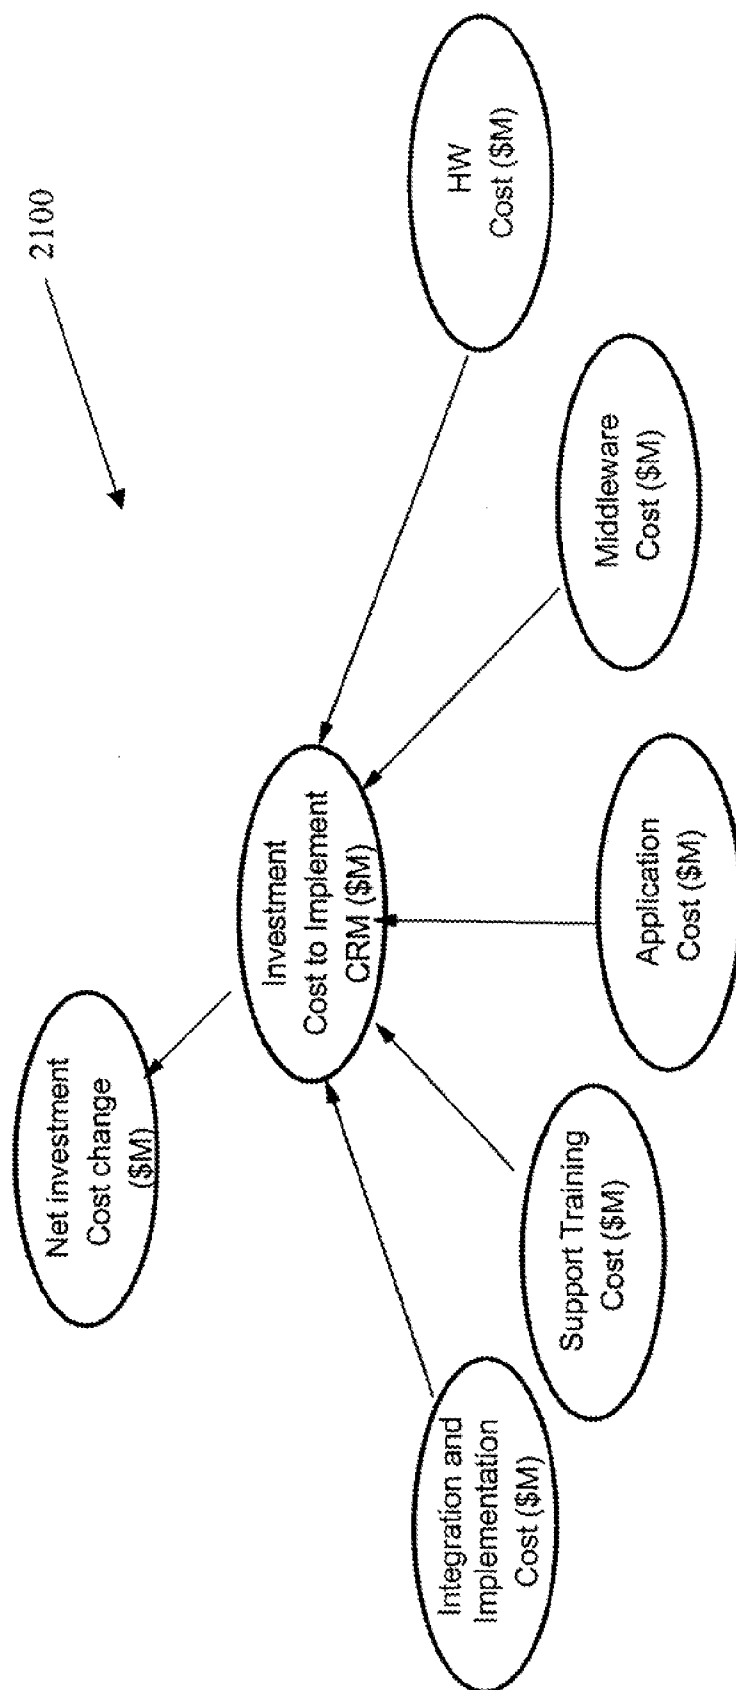 2100
Net investment
Cost change
($M)
Investment
Cost to Implement
CRM ($M)
Integration and
Implementation
Cost ($M)
Support Training
Cost ($M)
Application
Cost ($M)
Middleware
Cost ($M)
HW
Cost ($M)